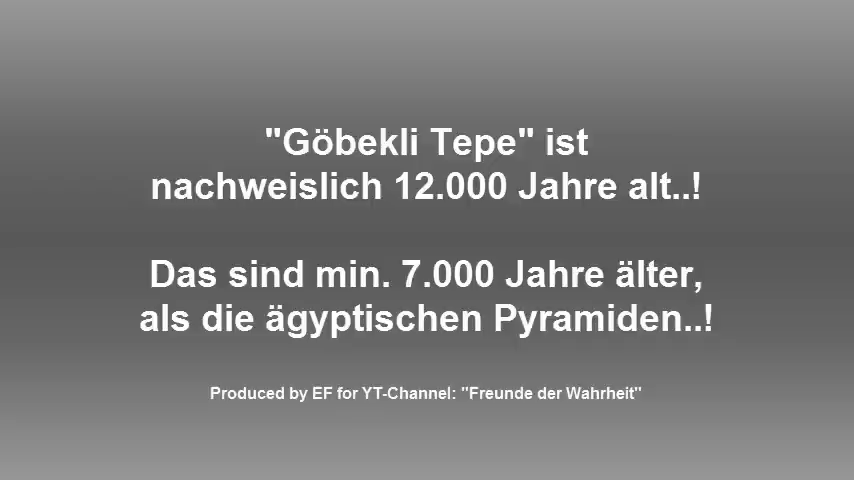 "Göbekli Tepe" ist
nachweislich 12.000 Jahre alt..!
Das sind min. 7.000 Jahre älter,
als die ägyptischen Pyramiden..!
Produced by EF for YT-Channel: "Freunde der Wahrheit"